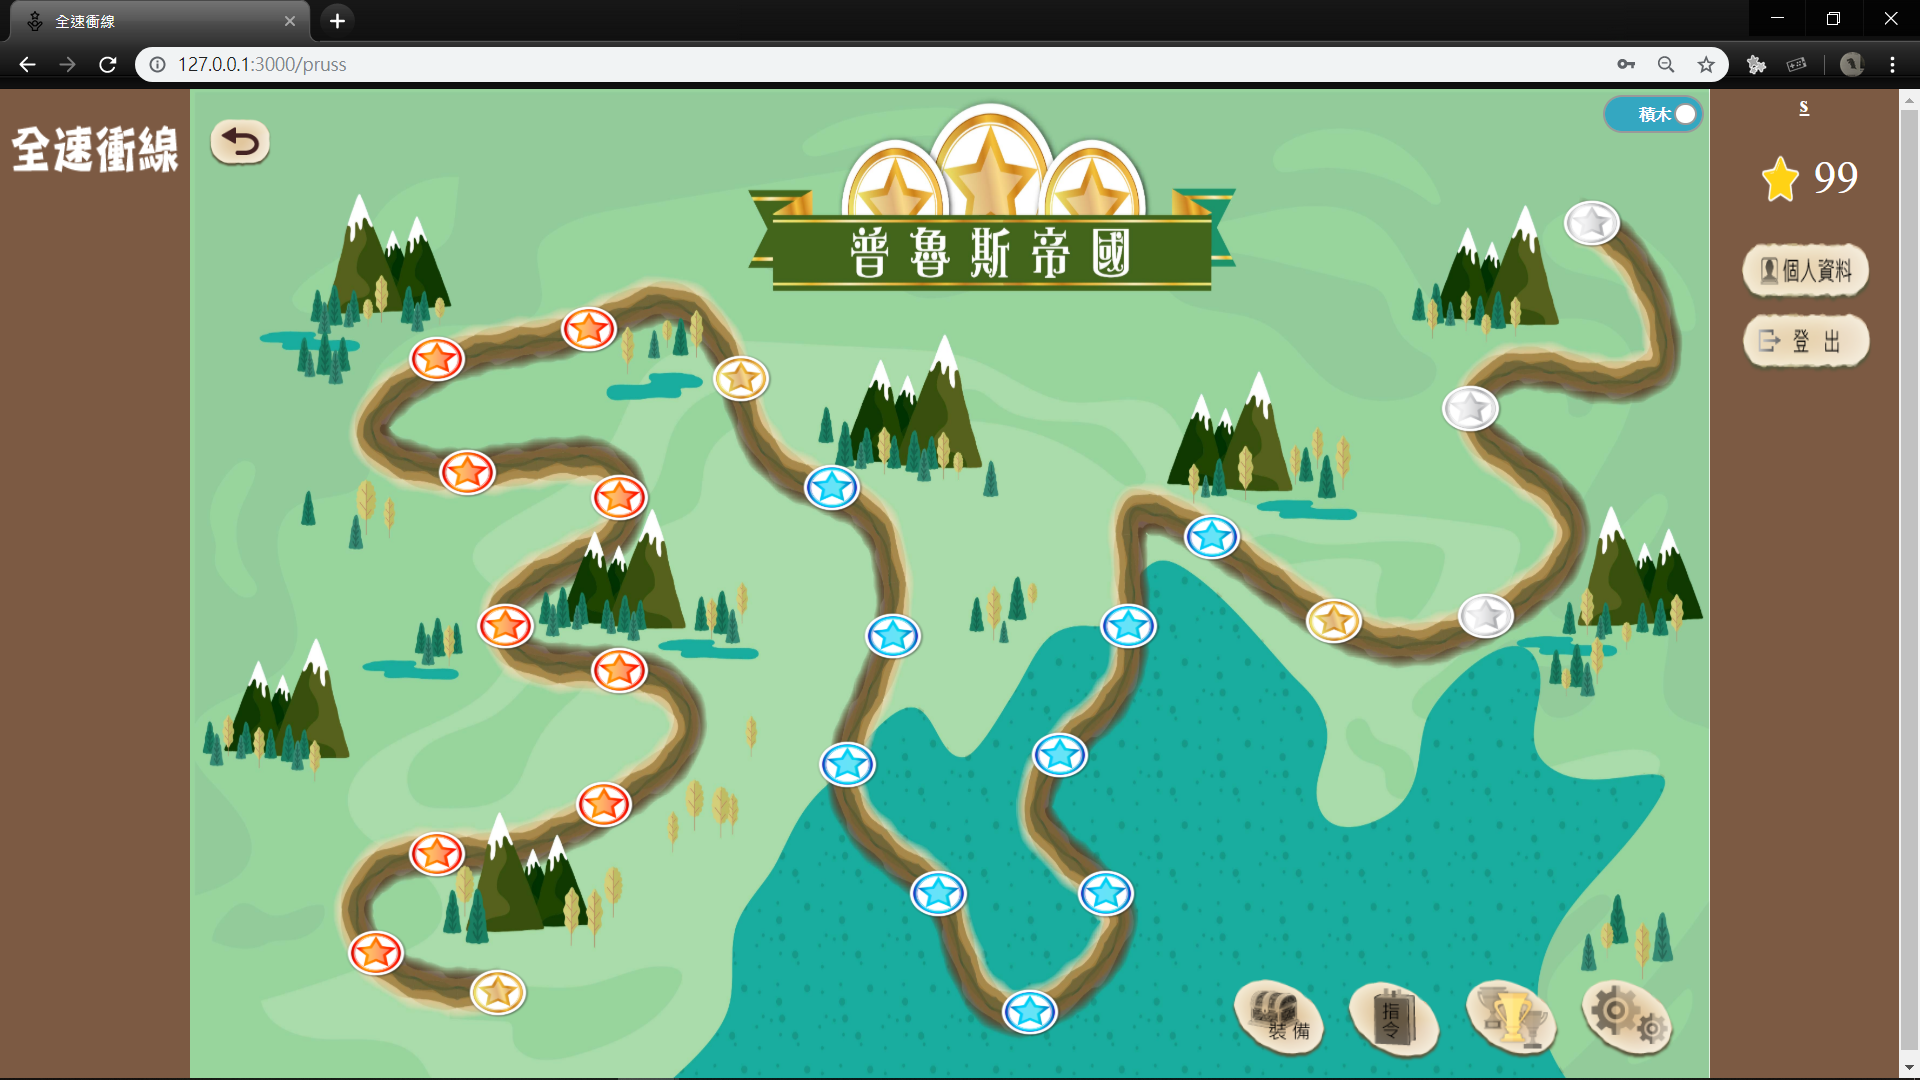 全速衝線
127.0.0.1:3000/pruss
全速衝線
積木
s
99
普魯斯帝國
個人資料
登出
裝備
指令